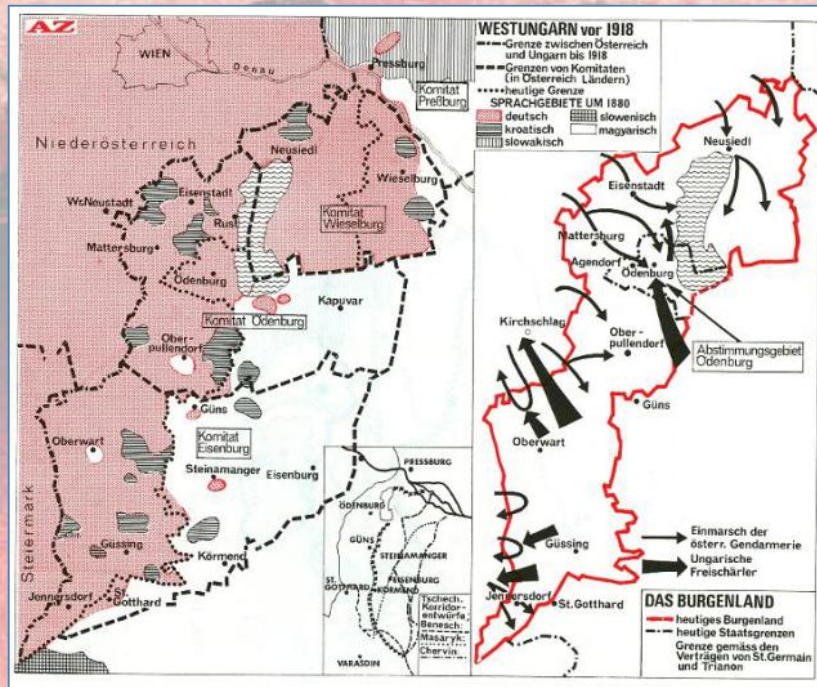 AZ
WIEN
Donau
Pressburg
Komitat
Preßburg
Niederösterreich
Neusiedl
Wieselburg
Eisenstadt
Wr.Neustadt
Rust
Komitat
Wieselburg
Mattersburg
Ödenburg
Kapuvar
Komitat Ödenburg
Ober-
pullendorf
Güns
Komitat
Eisenburg
Oberwart
Steinamanger
Eisenburg
Steiermark
Güssing
Körmend
Jennersdorf
St.
Gotthard
PRESSBURG
ÖDENBURG
GÜNS
STEINAMANGER
EISENBURG
ST.
GOTTHARD
KÖRMEND
VARASDIN
Tschech.
Korridor-
entwürfe
Benesch:
Masaryk:
Chervin:
WESTUNGARN vor 1918
Grenze zwischen Österreich
und Ungarn bis 1918
Grenzen von Komitaten
(in Österreich Ländern)
heutige Grenze
SPRACHGEBIETE UM 1880
deutsch
slowenisch
kroatisch
magyarisch
slowakisch
Neusiedl
Eisenstadt
Mattersburg
Agendorf
Ödenburg
Kirchschlag
Ober-
pullendorf
Abstimmungsgebiet
Ödenburg
Güns
Oberwart
Güssing
Einmarsch der
österr. Gendarmerie
Ungarische
Freischärler
Jennersdorf
St.Gotthard
DAS BURGENLAND
heutiges Burgenland
heutige Staatsgrenzen
Grenze gemäss den
Verträgen von St.Germain
und Trianon